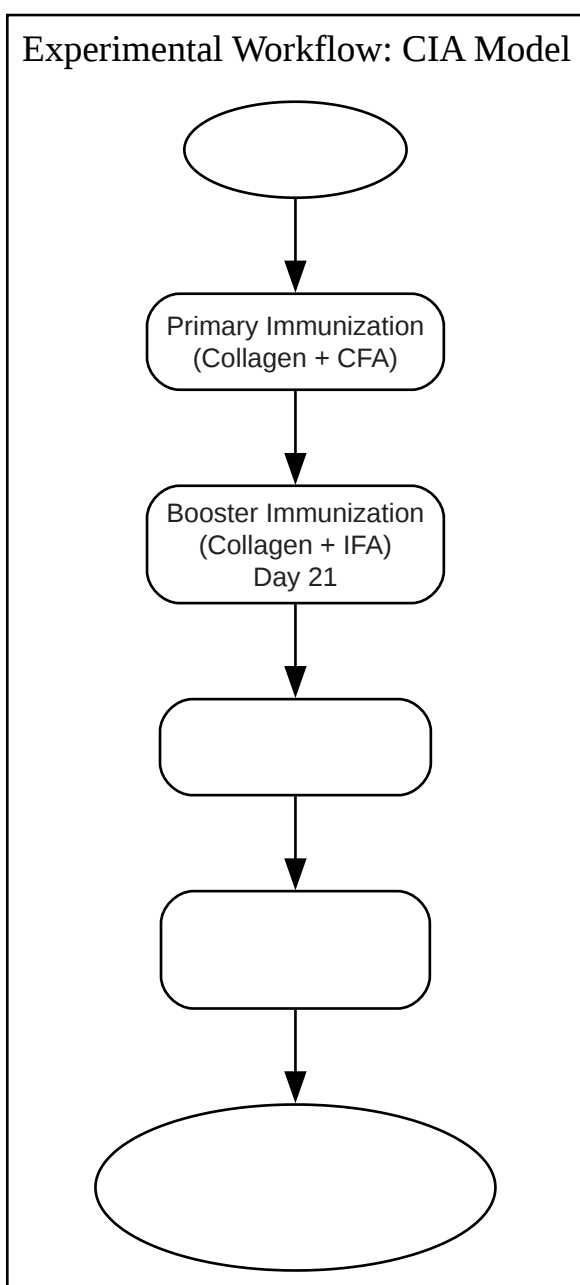 Experimental Workflow: CIA Model
Primary Immunization
(Collagen + CFA)
Booster Immunization
(Collagen + IFA)
Day 21